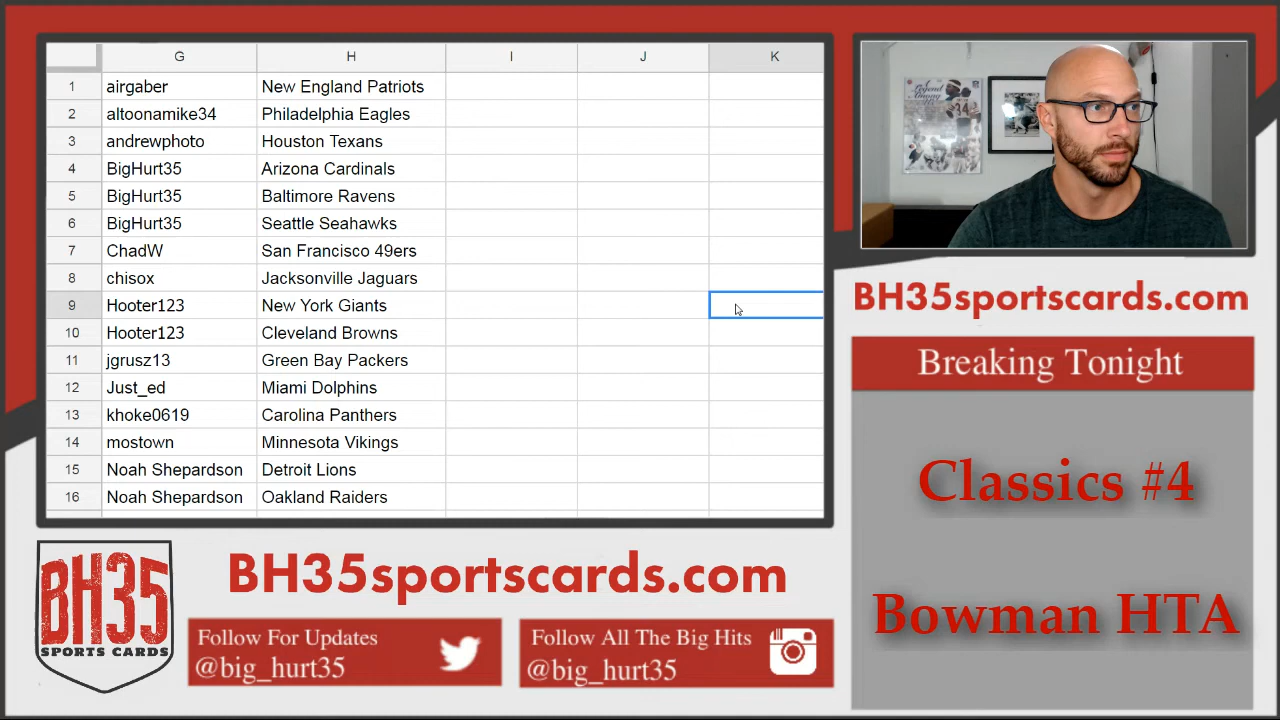 G H I J K
1 airgaber New England Patriots
2 altoonamike34 Philadelphia Eagles
3 andrewphoto Houston Texans
4 BigHurt35 Arizona Cardinals
5 BigHurt35 Baltimore Ravens
6 BigHurt35 Seattle Seahawks
7 ChadW San Francisco 49ers
8 chisox Jacksonville Jaguars
9 Hooter123 New York Giants
10 Hooter123 Cleveland Browns
11 jgrusz13 Green Bay Packers
12 Just_ed Miami Dolphins
13 khoke0619 Carolina Panthers
14 mostown Minnesota Vikings
15 Noah Shepardson Detroit Lions
16 Noah Shepardson Oakland Raiders
BH35sportscards.com
Breaking Tonight
Classics #4
Bowman HTA
BH35
SPORTS CARDS
BH35sportscards.com
Follow For Updates
@big_hurt35
Follow All The Big Hits
@big_hurt35